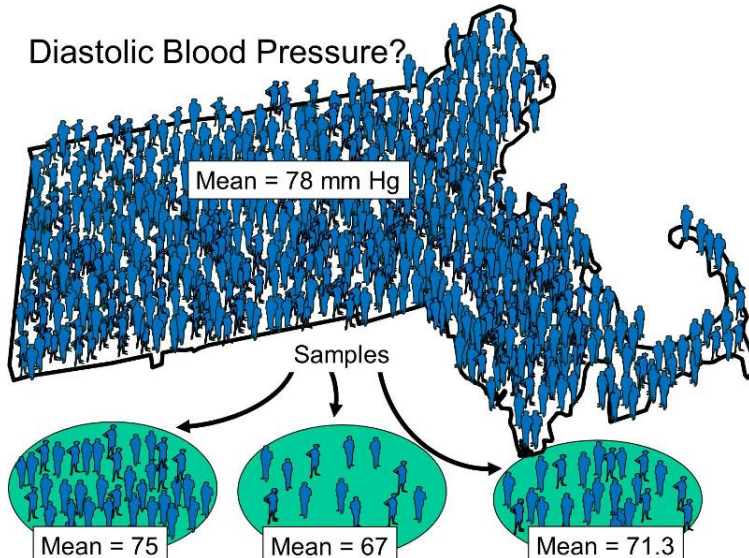 Diastolic Blood Pressure?
Mean = 78 mm Hg
Samples
Mean = 75
Mean = 67
Mean = 71.3